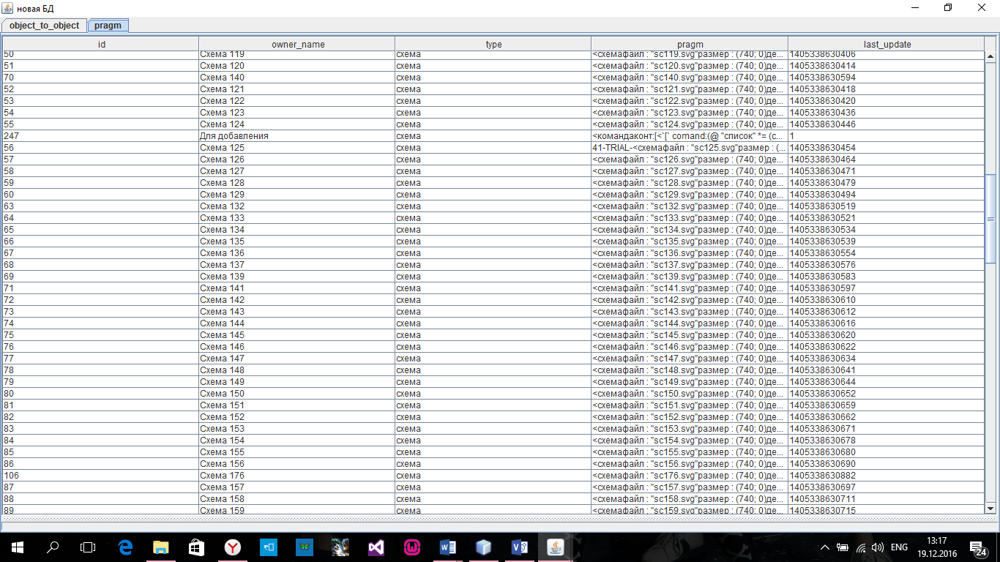 новая БД
object_to_object pragm
id owner_name type pragm last_update
50 Схема 119 схема <схемафайл : "sc119.svg"размер : (740; 0)де... 1405338630406
51 Схема 120 схема <схемафайл : "sc120.svg"размер : (740; 0)де... 1405338630414
70 Схема 140 схема <схемафайл : "sc140.svg"размер : (740; 0)де... 1405338630594
52 Схема 121 схема <схемафайл : "sc121.svg"размер : (740; 0)де... 1405338630418
53 Схема 122 схема <схемафайл : "sc122.svg"размер : (740; 0)де... 1405338630420
54 Схема 123 схема <схемафайл : "sc123.svg"размер : (740; 0)де... 1405338630436
55 Схема 124 схема <схемафайл : "sc124.svg"размер : (740; 0)де... 1405338630446
247 Для добавления схема <командаконт:[<`[` comand:(@ "список" *= (с... 1
56 Схема 125 схема 41-TRIAL-<схемафайл : "sc125.svg"размер : (... 1405338630454
57 Схема 126 схема <схемафайл : "sc126.svg"размер : (740; 0)де... 1405338630464
58 Схема 127 схема <схемафайл : "sc127.svg"размер : (740; 0)де... 1405338630471
59 Схема 128 схема <схемафайл : "sc128.svg"размер : (740; 0)де... 1405338630479
60 Схема 129 схема <схемафайл : "sc129.svg"размер : (740; 0)де... 1405338630494
63 Схема 132 схема <схемафайл : "sc132.svg"размер : (740; 0)де... 1405338630519
64 Схема 133 схема <схемафайл : "sc133.svg"размер : (740; 0)де... 1405338630521
65 Схема 134 схема <схемафайл : "sc134.svg"размер : (740; 0)де... 1405338630534
66 Схема 135 схема <схемафайл : "sc135.svg"размер : (740; 0)де... 1405338630539
67 Схема 136 схема <схемафайл : "sc136.svg"размер : (740; 0)де... 1405338630554
68 Схема 137 схема <схемафайл : "sc137.svg"размер : (740; 0)де... 1405338630576
69 Схема 139 схема <схемафайл : "sc139.svg"размер : (740; 0)де... 1405338630583
71 Схема 141 схема <схемафайл : "sc141.svg"размер : (740; 0)де... 1405338630597
72 Схема 142 схема <схемафайл : "sc142.svg"размер : (740; 0)де... 1405338630610
73 Схема 143 схема <схемафайл : "sc143.svg"размер : (740; 0)де... 1405338630612
74 Схема 144 схема <схемафайл : "sc144.svg"размер : (740; 0)де... 1405338630616
75 Схема 145 схема <схемафайл : "sc145.svg"размер : (740; 0)де... 1405338630620
76 Схема 146 схема <схемафайл : "sc146.svg"размер : (740; 0)де... 1405338630622
77 Схема 147 схема <схемафайл : "sc147.svg"размер : (740; 0)де... 1405338630634
78 Схема 148 схема <схемафайл : "sc148.svg"размер : (740; 0)де... 1405338630641
79 Схема 149 схема <схемафайл : "sc149.svg"размер : (740; 0)де... 1405338630644
80 Схема 150 схема <схемафайл : "sc150.svg"размер : (740; 0)де... 1405338630652
81 Схема 151 схема <схемафайл : "sc151.svg"размер : (740; 0)де... 1405338630659
82 Схема 152 схема <схемафайл : "sc152.svg"размер : (740; 0)де... 1405338630662
83 Схема 153 схема <схемафайл : "sc153.svg"размер : (740; 0)де... 1405338630671
84 Схема 154 схема <схемафайл : "sc154.svg"размер : (740; 0)де... 1405338630678
85 Схема 155 схема <схемафайл : "sc155.svg"размер : (740; 0)де... 1405338630680
86 Схема 156 схема <схемафайл : "sc156.svg"размер : (740; 0)де... 1405338630690
106 Схема 176 схема <схемафайл : "sc176.svg"размер : (740; 0)де... 1405338630882
87 Схема 157 схема <схемафайл : "sc157.svg"размер : (740; 0)де... 1405338630697
88 Схема 158 схема <схемафайл : "sc158.svg"размер : (740; 0)де... 1405338630711
89 Схема 159 схема <схемафайл : "sc159.svg"размер : (740; 0)де... 1405338630715
ENG 13:17
19.12.2016 24